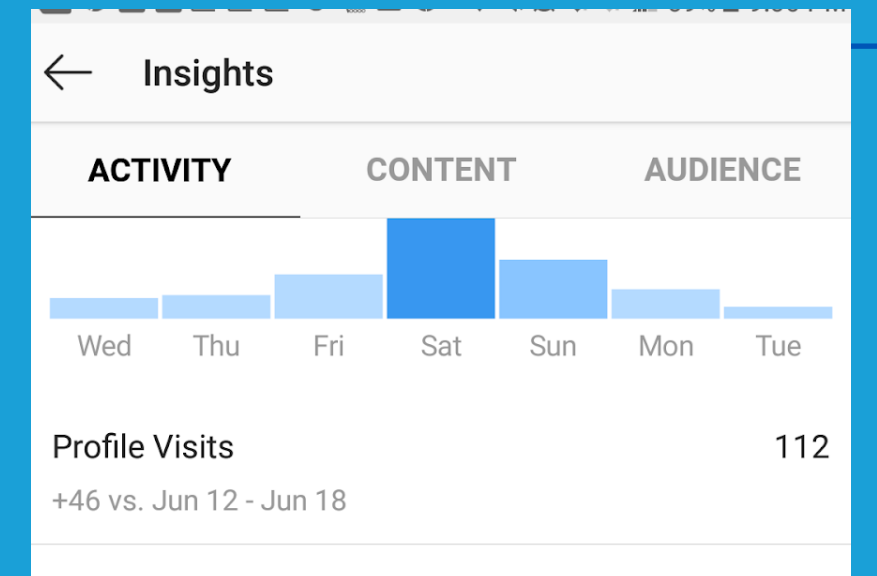 Insights
ACTIVITY CONTENT AUDIENCE
Wed Thu Fri Sat Sun Mon Tue
Profile Visits 112
+46 vs. Jun 12 - Jun 18